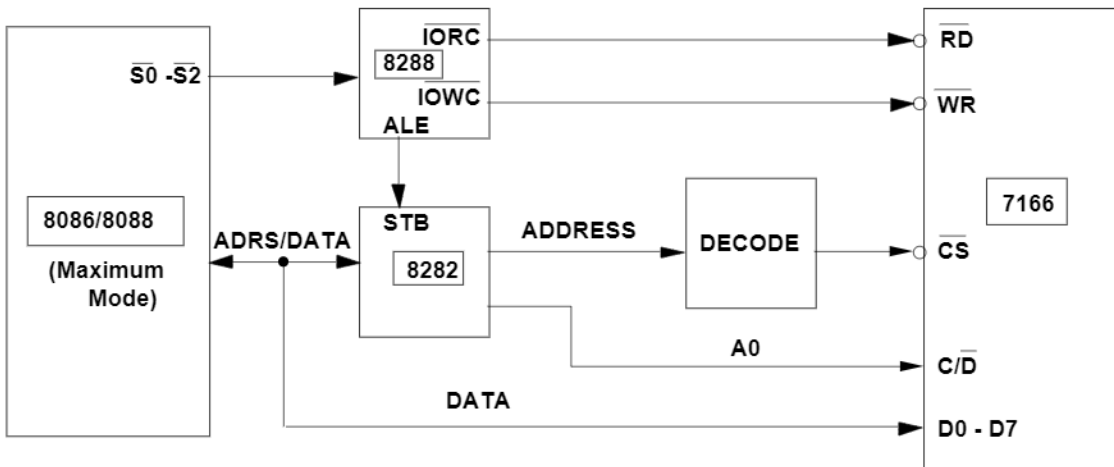 IORC
RD
S0 -S2
8288
IOWC
WR
ALE
8086/8088
7166
STB
ADRS/DATA
ADDRESS
DECODE
CS
8282
(Maximum
Mode)
A0
C/D
DATA
D0 - D7